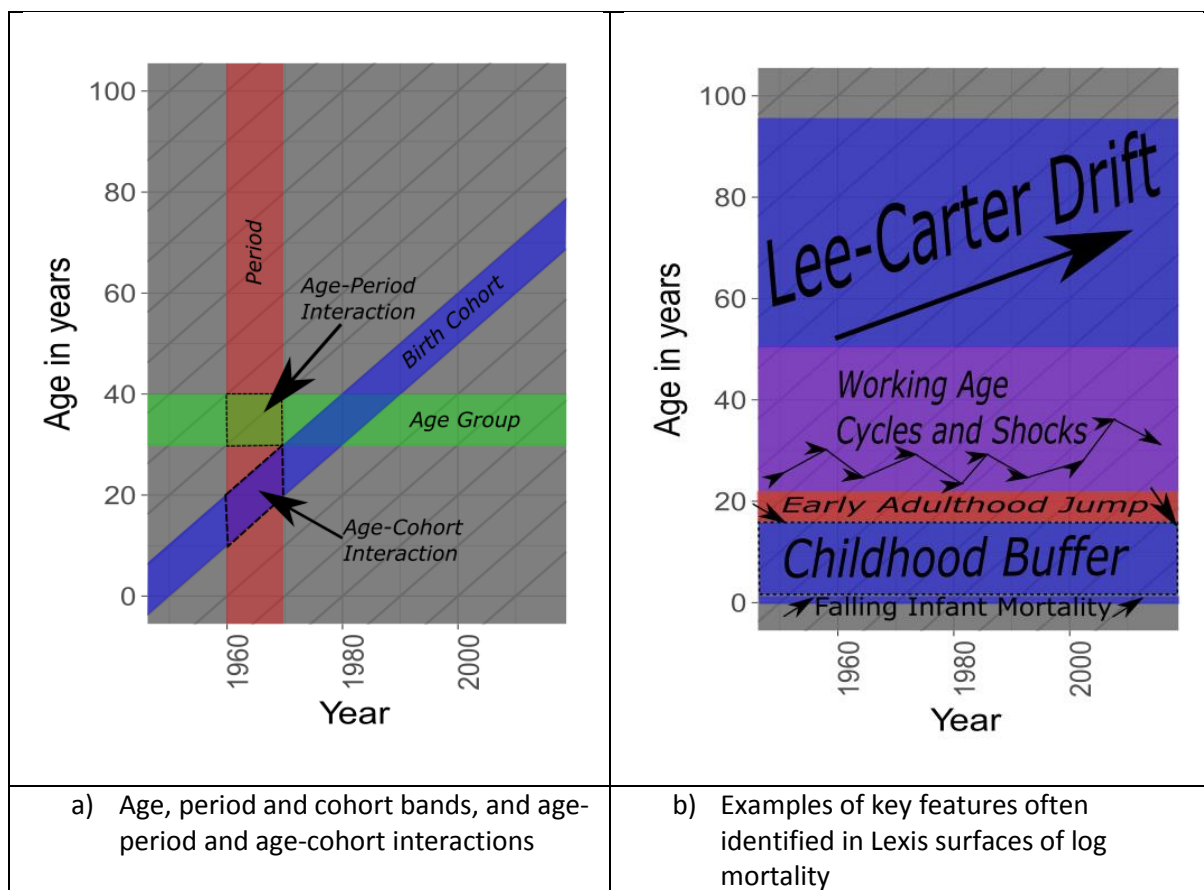 100
80
60
40
20
0
Age in years
Period
Age-Period
Interaction
Birth Cohort
Age Group
Age-Cohort
Interaction
1960
1980
2000
Year
100
80
60
40
20
0
Age in years
Lee-Carter Drift
Working Age
Cycles and Shocks
Early Adulthood Jump
Childhood Buffer
Falling Infant Mortality
1960
1980
2000
Year
a) Age, period and cohort bands, and age-
period and age-cohort interactions
b) Examples of key features often
identified in Lexis surfaces of log
mortality